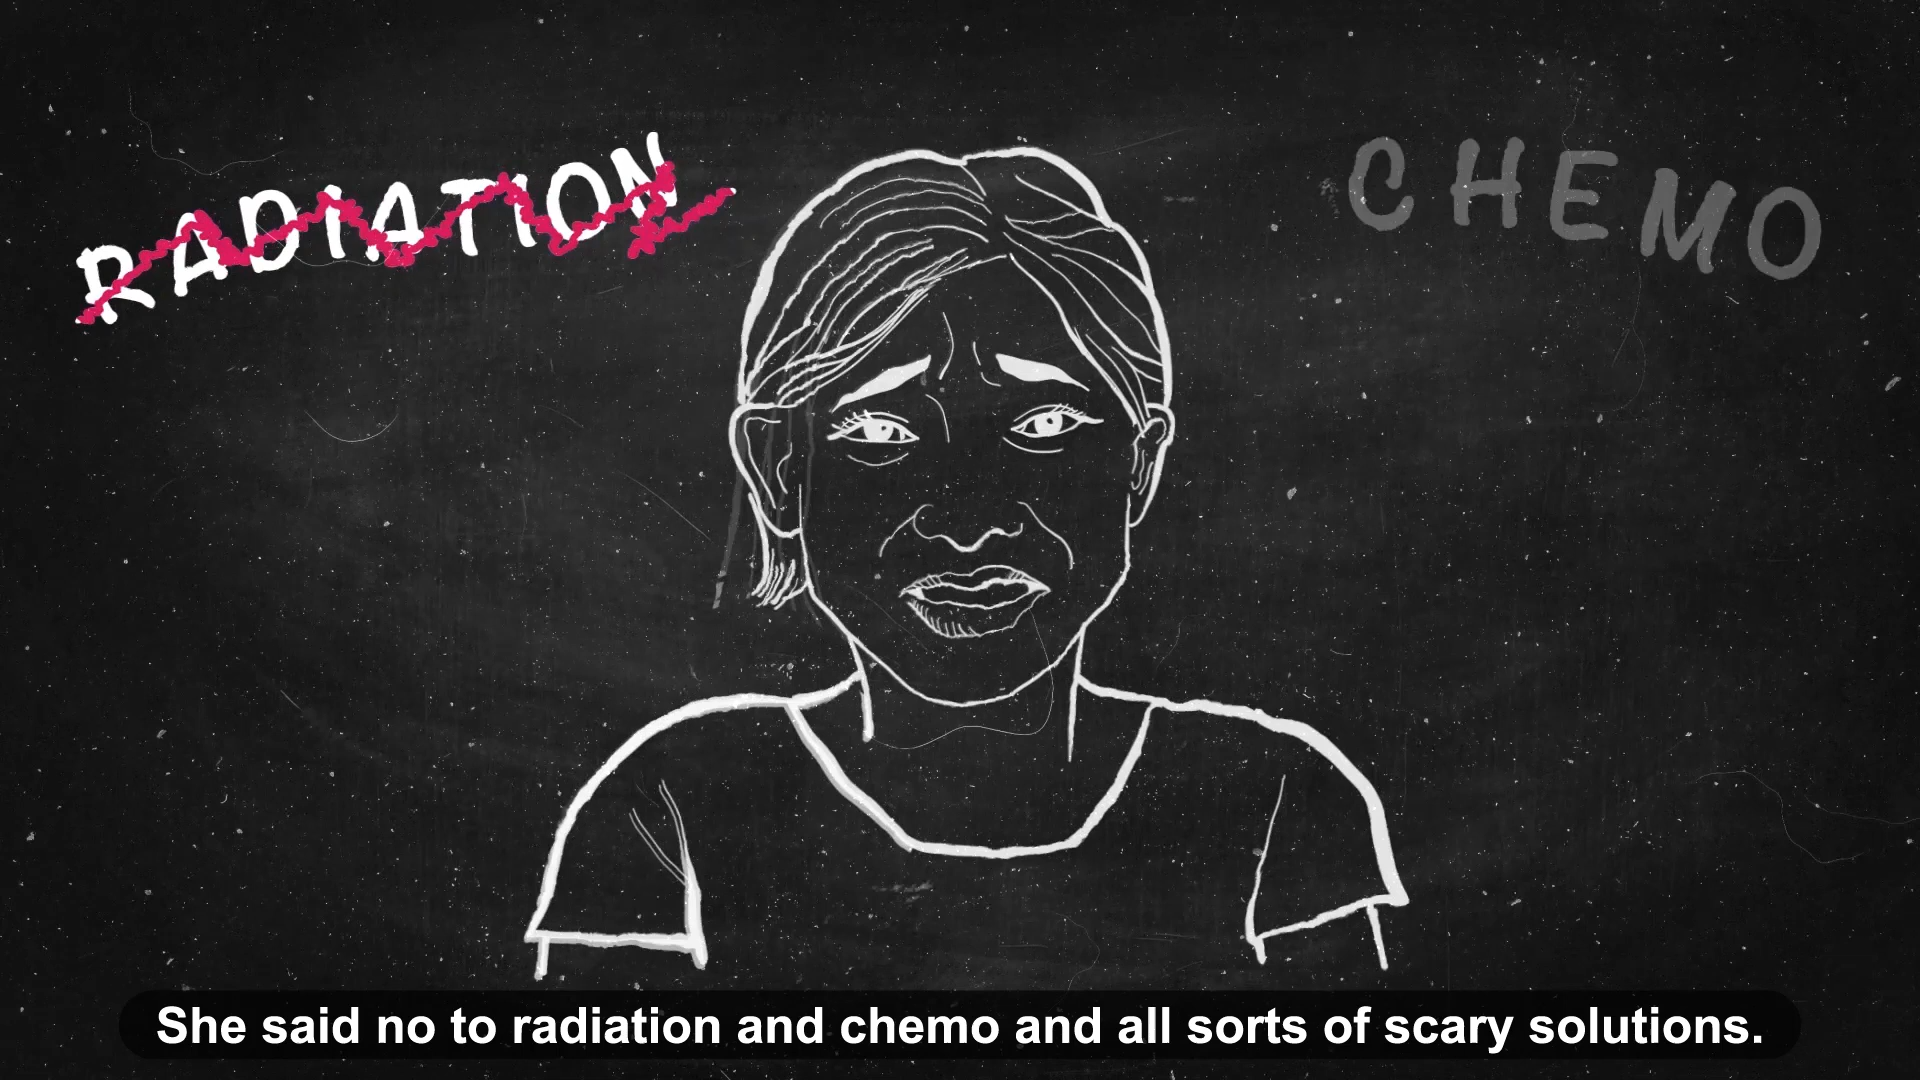 RADIATION
CHEMO
She said no to radiation and chemo and all sorts of scary solutions.